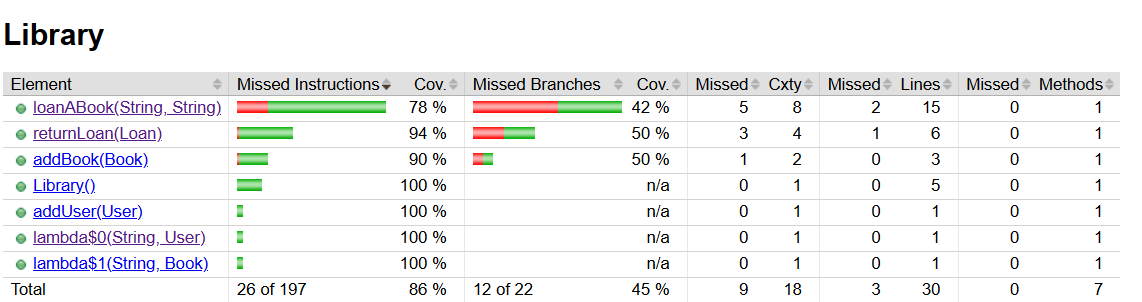 Library
Element Missed Instructions Cov. Missed Branches Cov. Missed Cxty Missed Lines Missed Methods
loanABook(String, String) 78 % 42 % 5 8 2 15 0 1
returnLoan(Loan) 94 % 50 % 3 4 1 6 0 1
addBook(Book) 90 % 50 % 1 2 0 3 0 1
Library() 100 % n/a 0 1 0 5 0 1
addUser(User) 100 % n/a 0 1 0 1 0 1
lambda$0(String, User) 100 % n/a 0 1 0 1 0 1
lambda$1(String, Book) 100 % n/a 0 1 0 1 0 1
Total 26 of 197 86 % 12 of 22 45 % 9 18 3 30 0 7